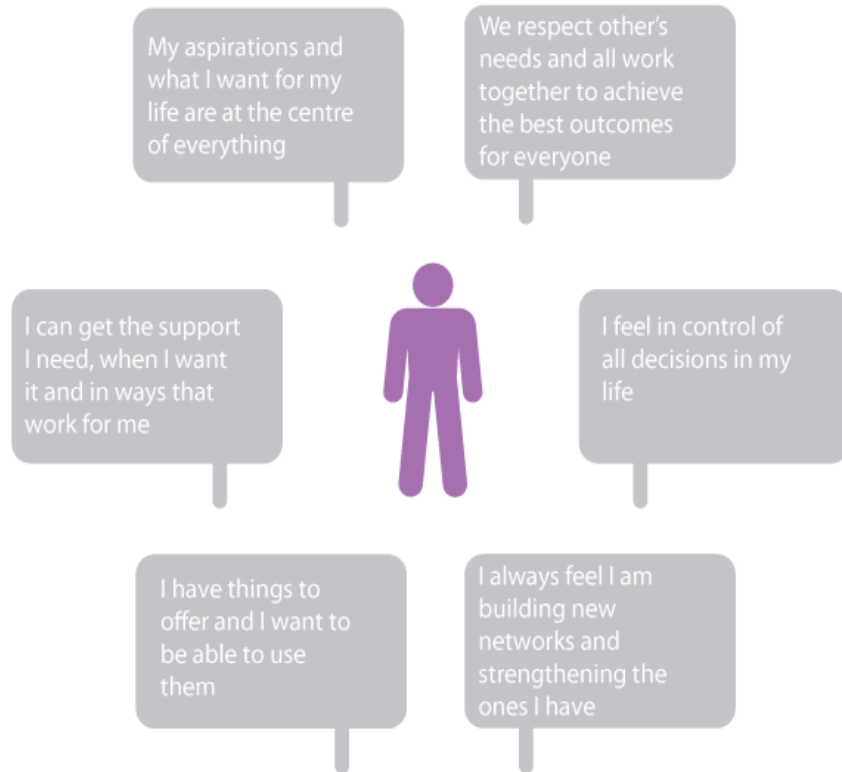 My aspirations and
what I want for my
life are at the centre
of everything
We respect other's
needs and all work
together to achieve
the best outcomes
for everyone
I can get the support
I need, when I want
it and in ways that
work for me
I feel in control of
all decisions in my
life
I have things to
offer and I want to
be able to use
them
I always feel I am
building new
networks and
strengthening the
ones I have